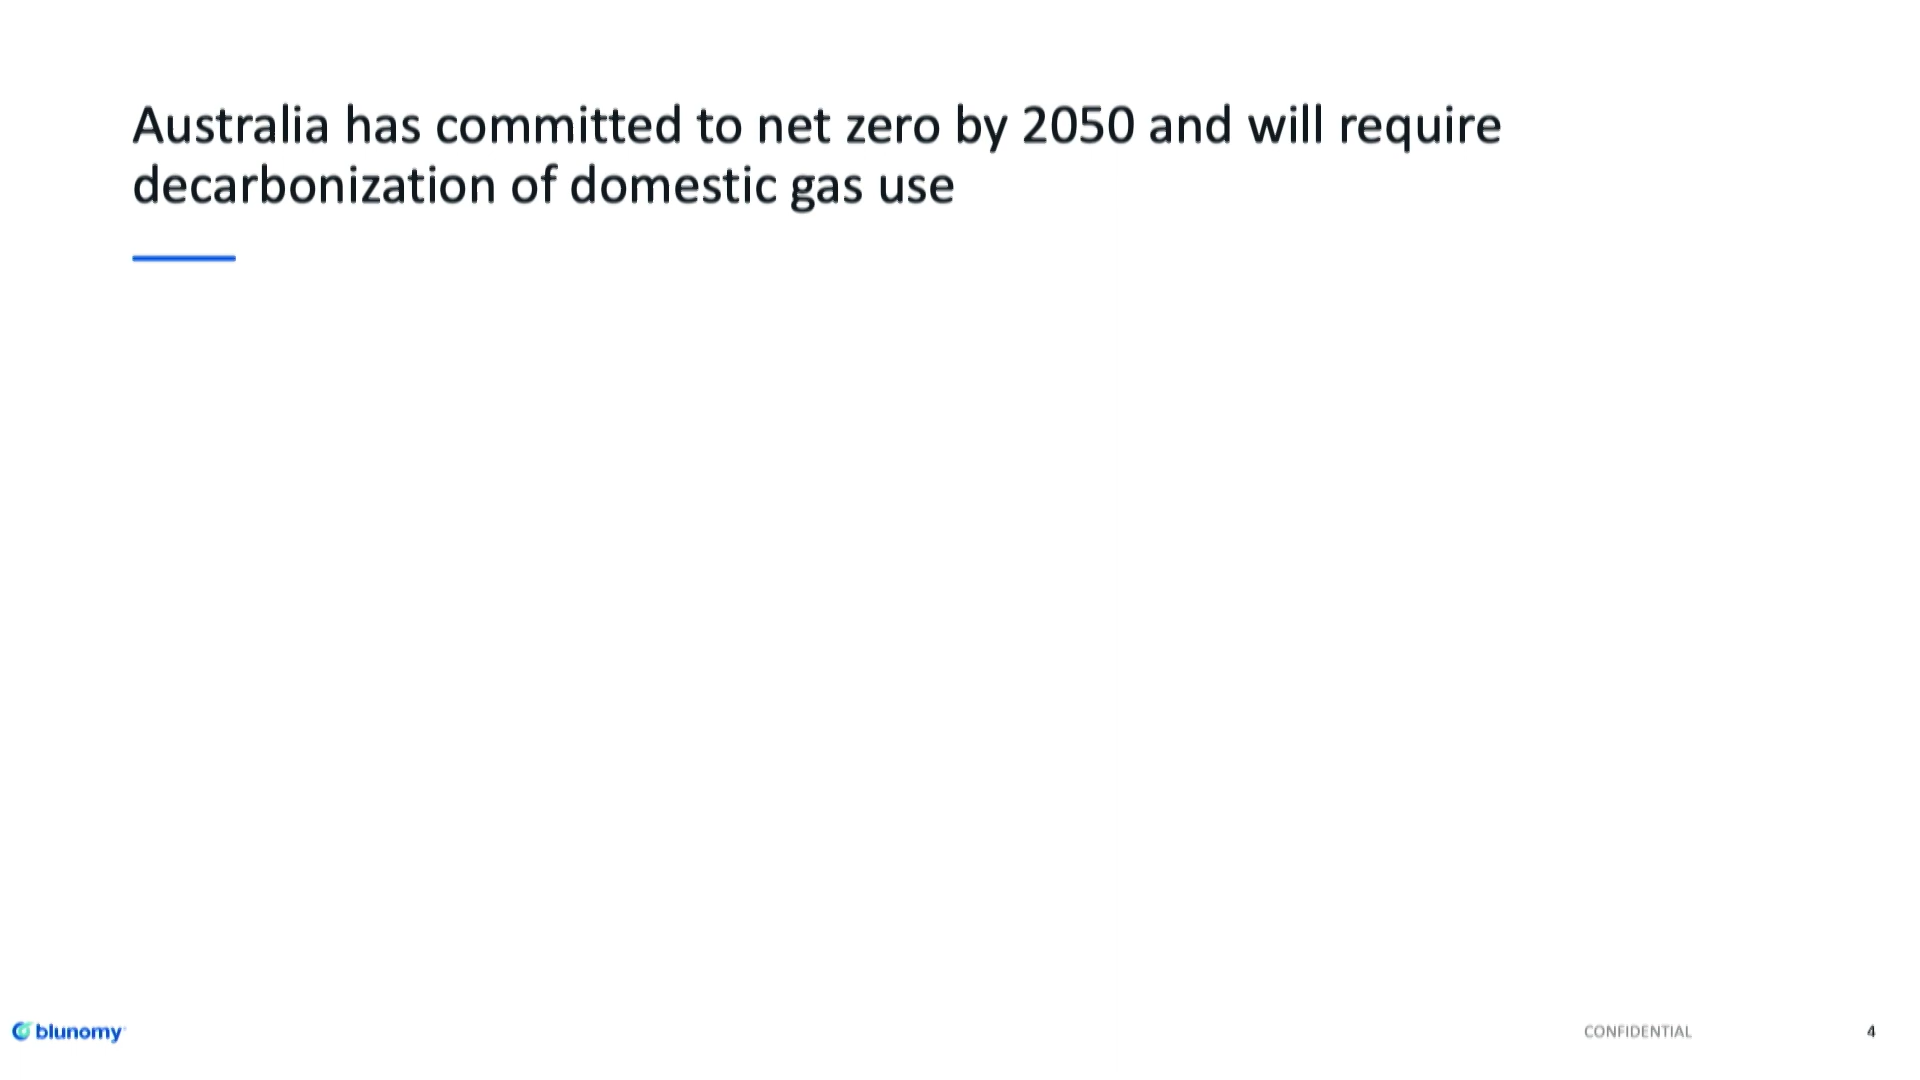 Australia has committed to net zero by 2050 and will require
decarbonization of domestic gas use
blunomy
CONFIDENTIAL
4